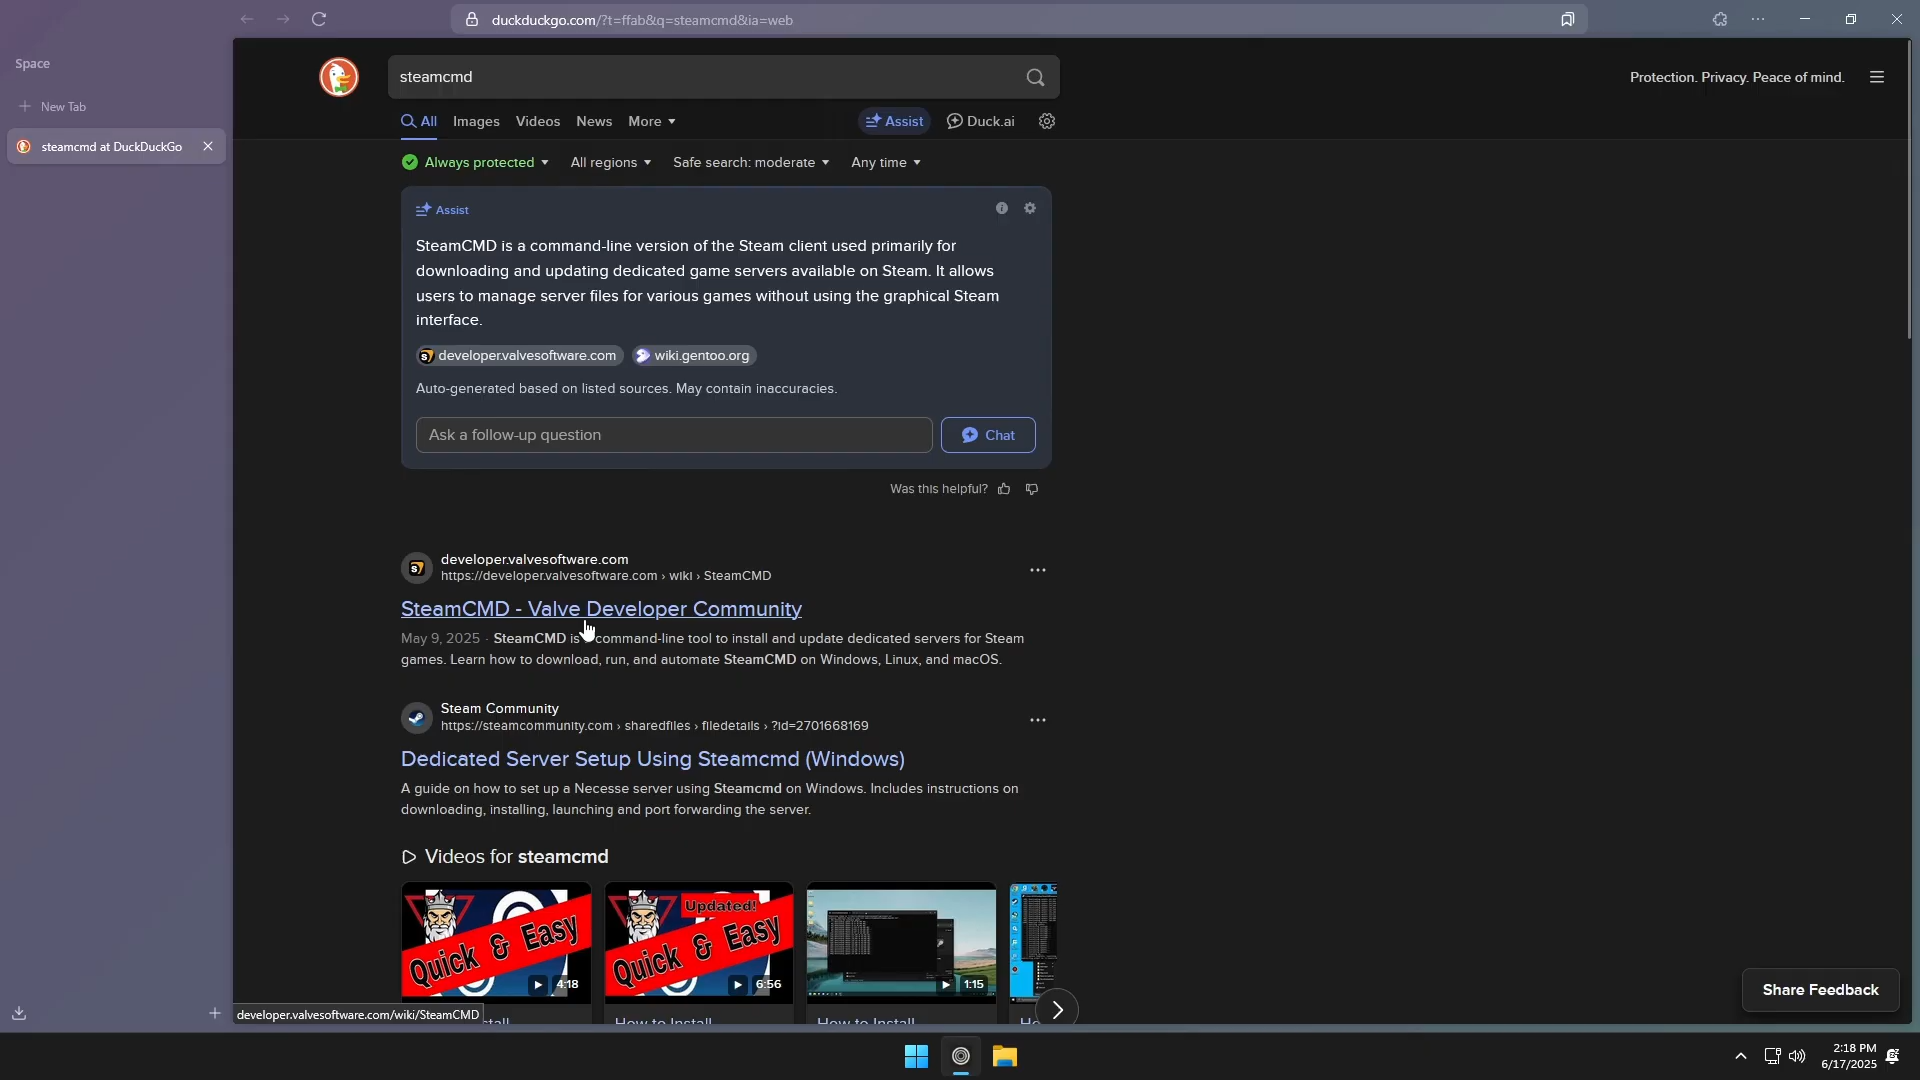 duckduckgo.com/?t=ffab&q=steamcmd&ia=web
Space
New Tab
steamcmd at DuckDuckGo
steamcmd
Protection. Privacy. Peace of mind.
All Images Videos News More Assist Duck.ai
Always protected All regions Safe search: moderate Any time
Assist
SteamCMD is a command-line version of the Steam client used primarily for
downloading and updating dedicated game servers available on Steam. It allows
users to manage server files for various games without using the graphical Steam
interface.
developer.valvesoftware.com wiki.gentoo.org
Auto-generated based on listed sources. May contain inaccuracies.
Ask a follow-up question Chat
Was this helpful?
developer.valvesoftware.com
https://developer.valvesoftware.com › wiki › SteamCMD
SteamCMD - Valve Developer Community
May 9, 2025 · SteamCMD is command-line tool to install and update dedicated servers for Steam
games. Learn how to download, run, and automate SteamCMD on Windows, Linux, and macOS.
Steam Community
https://steamcommunity.com › sharedfiles › filedetails › ?id=2701668169
Dedicated Server Setup Using Steamcmd (Windows)
A guide on how to set up a Necesse server using Steamcmd on Windows. Includes instructions on
downloading, installing, launching and port forwarding the server.
Videos for steamcmd
Quick & Easy
4:18
Updated!
Quick & Easy
6:56
1:15
Share Feedback
developer.valvesoftware.com/wiki/SteamCMD
How to Install
How to Install
2:18 PM
6/17/2025